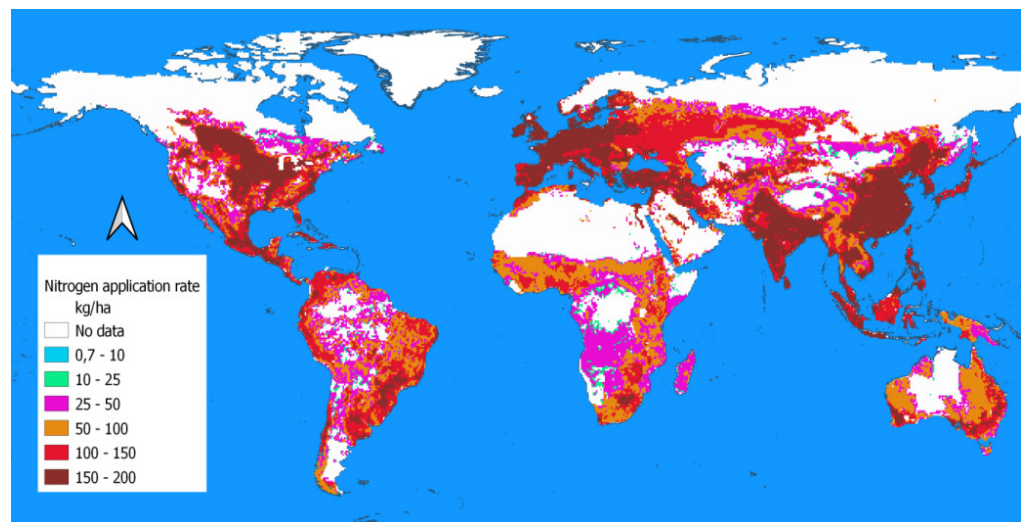 Nitrogen application rate
kg/ha
No data
0,7 - 10
10 - 25
25 - 50
50 - 100
100 - 150
150 - 200